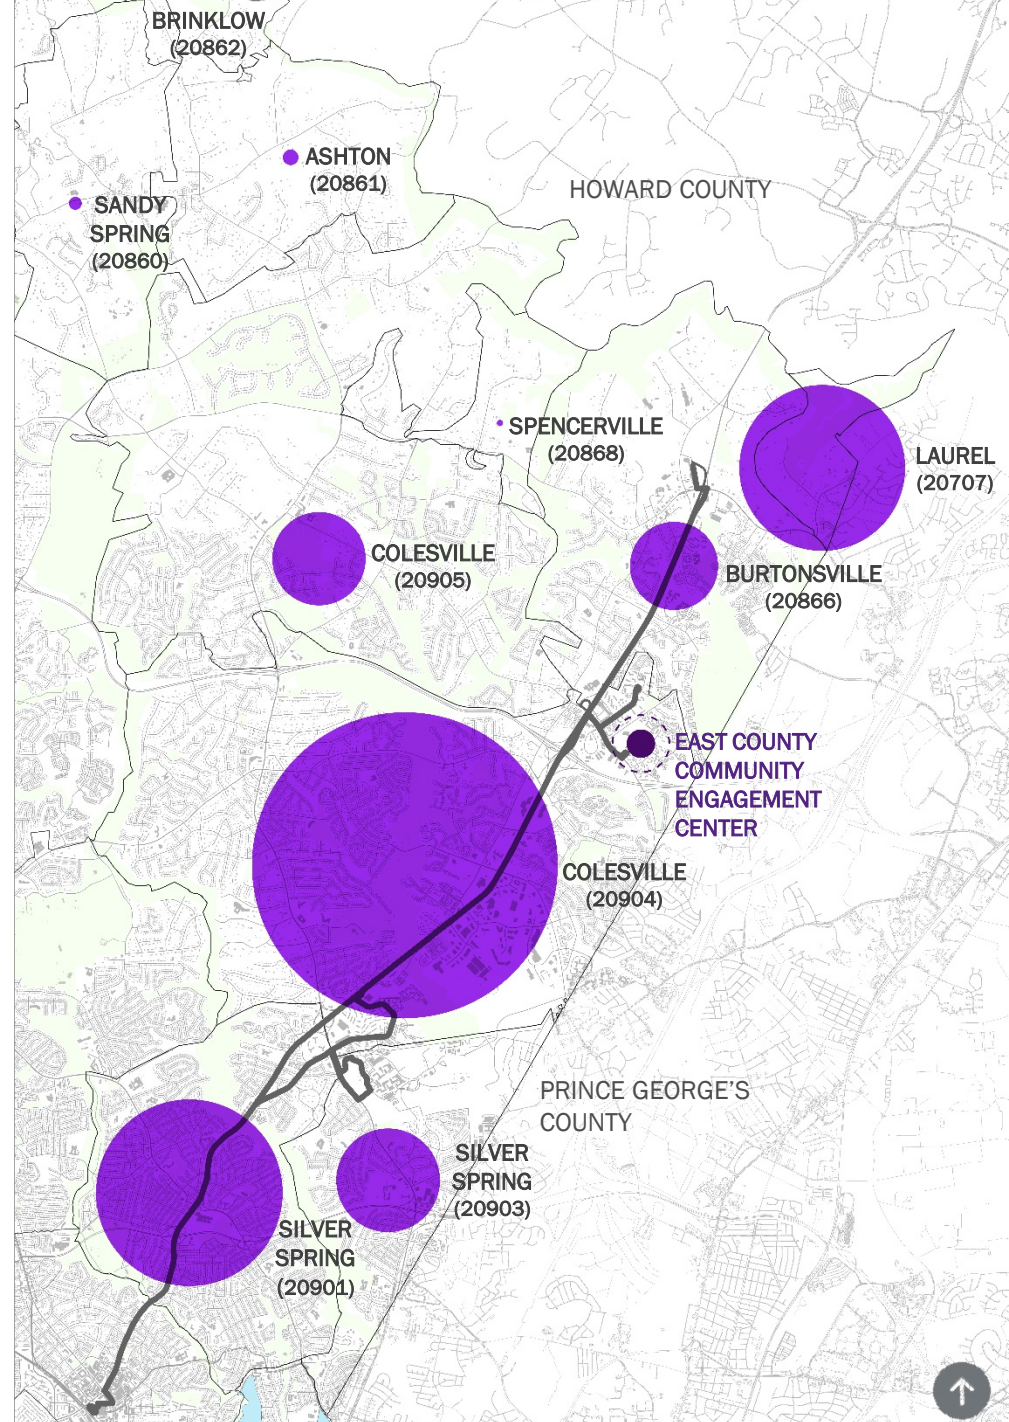 BRINKLOW
(20862)
ASHTON
(20861)
HOWARD COUNTY
SANDY
SPRING
(20860)
SPENCERVILLE
(20868)
LAUREL
(20707)
COLESVILLE
(20905)
BURTONSVILLE
(20866)
EAST COUNTY
COMMUNITY
ENGAGEMENT
CENTER
COLESVILLE
(20904)
PRINCE GEORGE'S
COUNTY
SILVER
SPRING
(20903)
SILVER
SPRING
(20901)